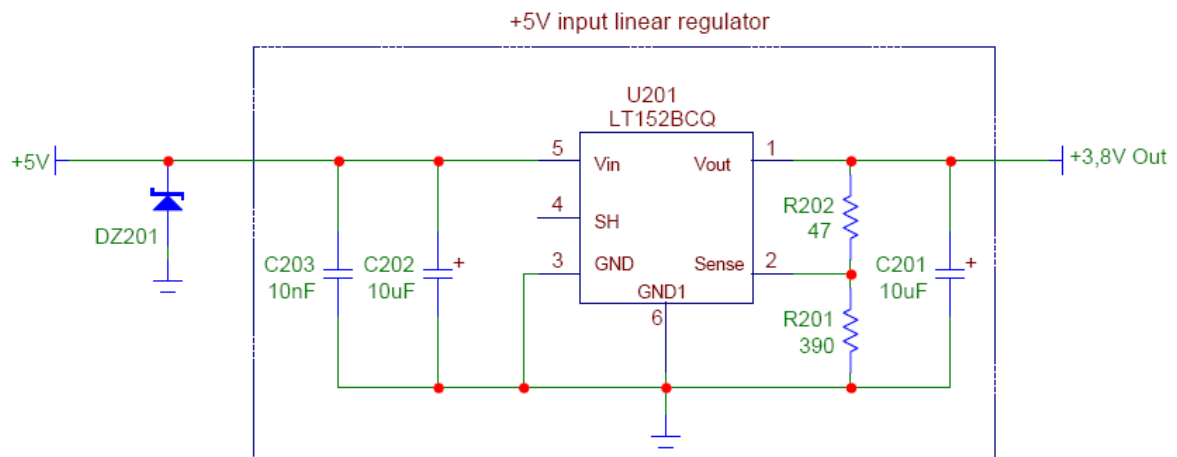 +5V input linear regulator
U201
LT152BCQ
+5V
5
Vin
Vout
1
+3,8V Out
4
SH
R202
47
DZ201
C203
10nF
C202
10uF
+
3
GND
Sense
2
C201
10uF
+
GND1
6
R201
390